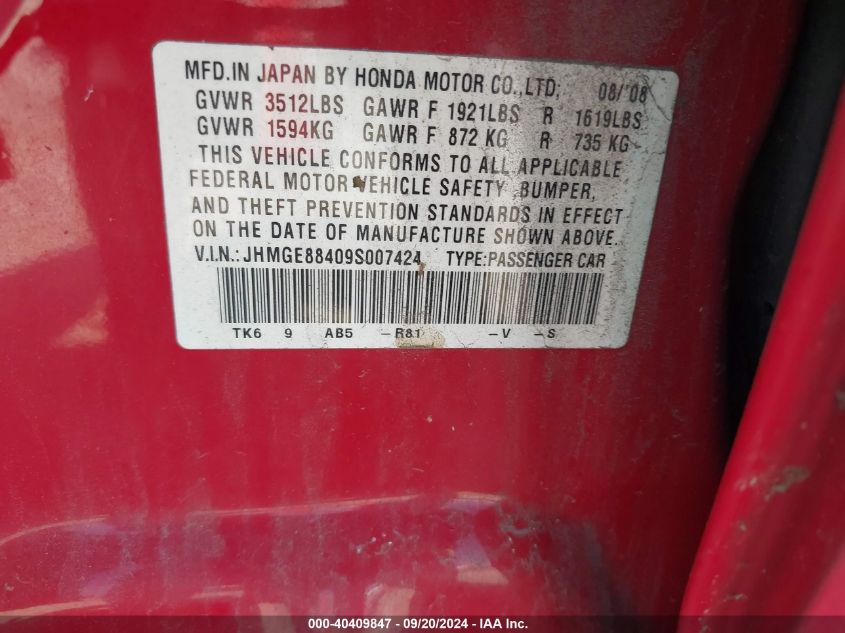 MFD.IN JAPAN BY HONDA MOTOR CO.,LTD. 08/'08
GVWR 3512LBS GAWR F 1921LBS R 1619LBS
GVWR 1594KG GAWR F 872 KG R 735 KG
THIS VEHICLE CONFORMS TO ALL APPLICABLE
FEDERAL MOTOR VEHICLE SAFETY, BUMPER,
AND THEFT PREVENTION STANDARDS IN EFFECT
ON THE DATE OF MANUFACTURE SHOWN ABOVE.
V.I.N.: JHMGE88409S007424 TYPE:PASSENGER CAR
TK6 9 AB5 -R81 -V -S
000-40409847 - 09/20/2024 - IAA Inc.